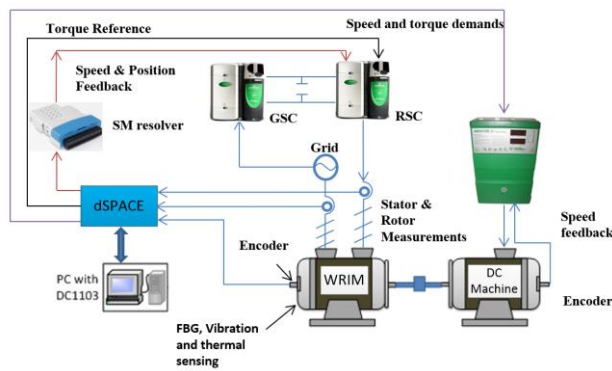 Torque Reference
Speed and torque demands
Speed & Position
Feedback
SM resolver
GSC
RSC
Grid
dSPACE
Stator &
Rotor
Measurements
Speed
feedback
Encoder
PC with
DC1103
WRIM
DC
Machine
Encoder
FBG, Vibration
and thermal
sensing